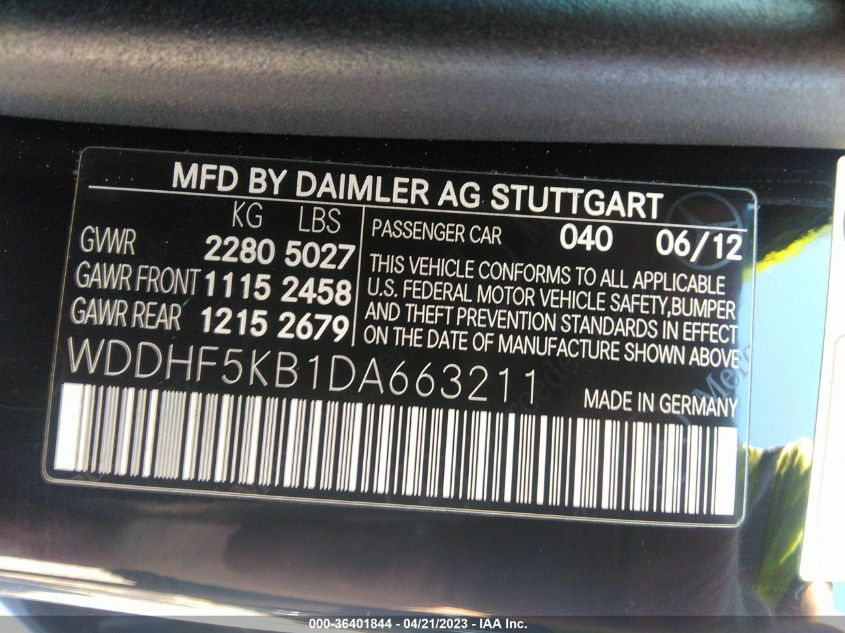 MFD BY DAIMLER AG STUTTGART
KG LBS
GVWR 2280 5027
GAWR FRONT 1115 2458
GAWR REAR 1215 2679
PASSENGER CAR 040 06/12
THIS VEHICLE CONFORMS TO ALL APPLICABLE
U.S. FEDERAL MOTOR VEHICLE SAFETY,BUMPER
AND THEFT PREVENTION STANDARDS IN EFFECT
ON THE DATE OF MANUFACTURE SHOWN ABOVE
WDDHF5KB1DA663211
MADE IN GERMANY
000-36401844 / 04/21/2023 / IAA Inc.